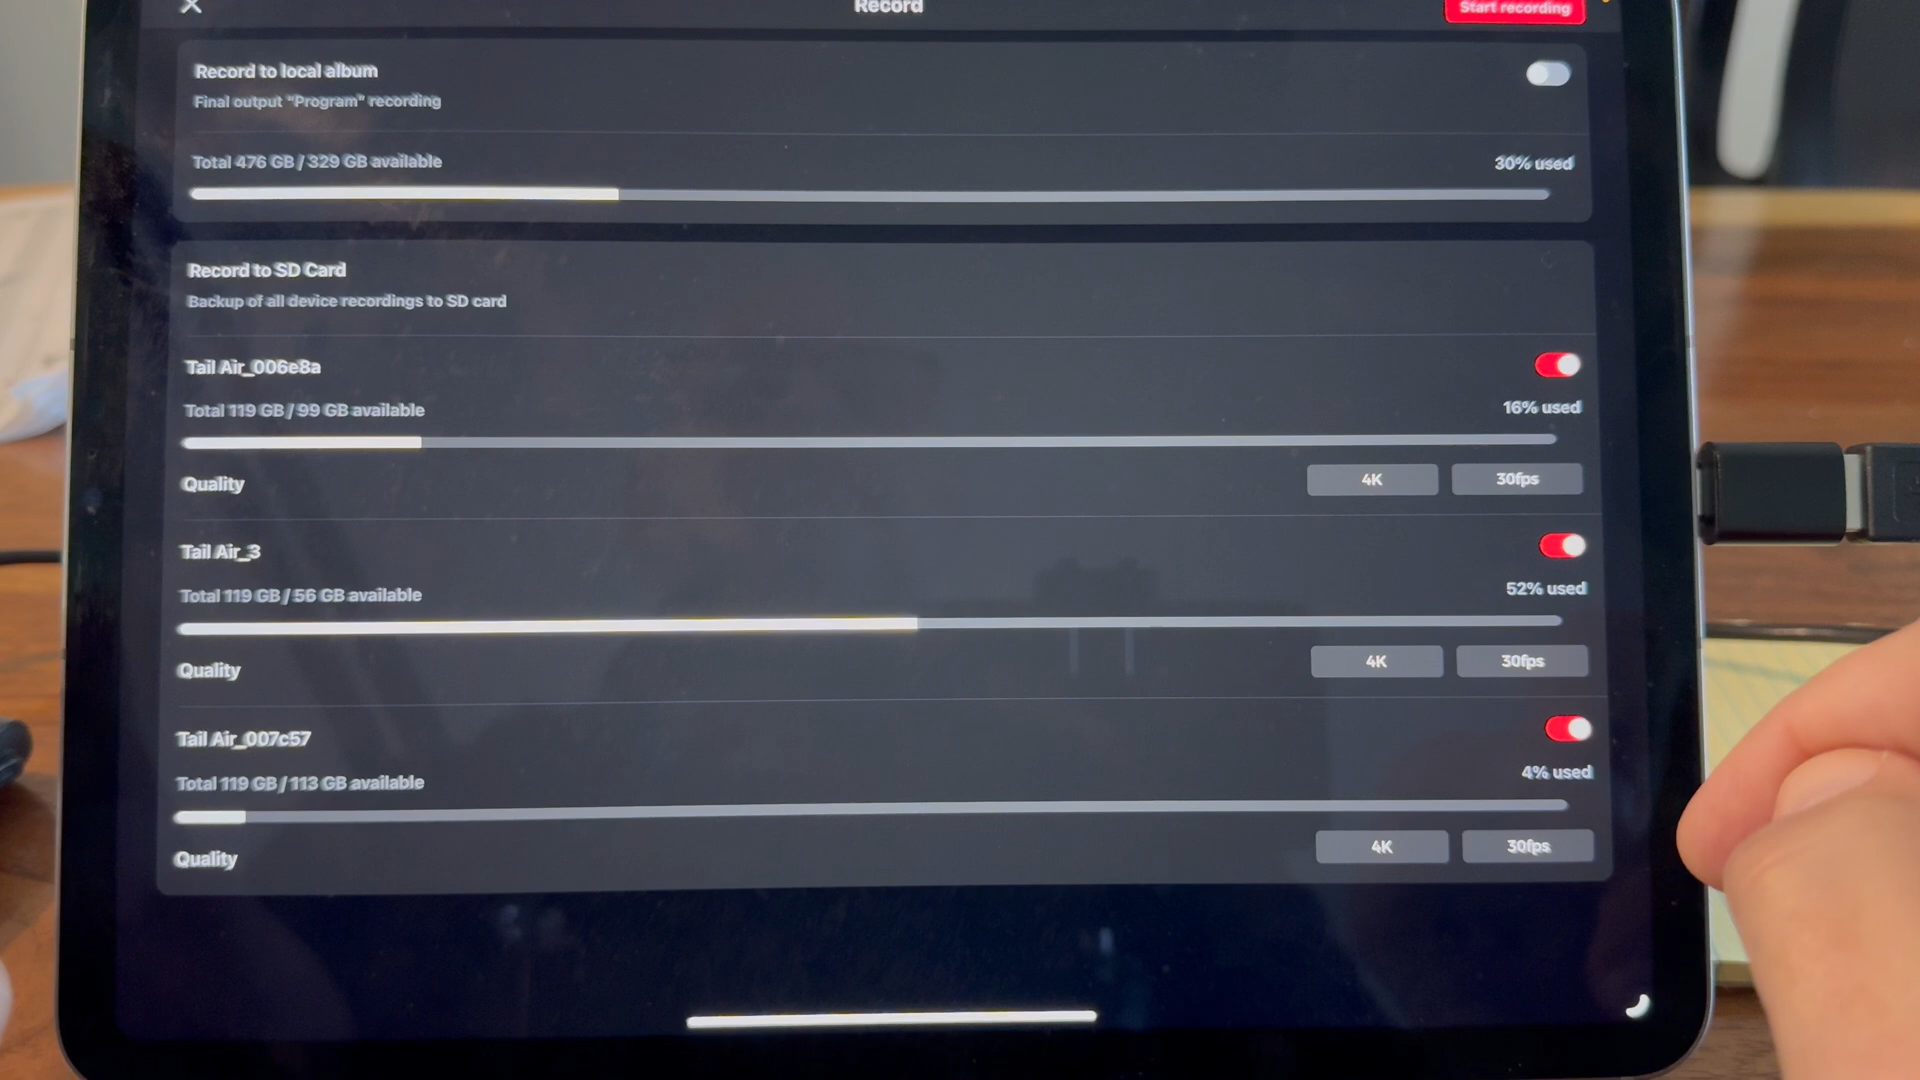 Record
Start recording
Record to local album
Final output "Program" recording
Total 476 GB / 329 GB available
30% used
Record to SD Card
Backup of all device recordings to SD card
Tail Air_006e8a
Total 119 GB / 99 GB available
16% used
Quality
4K
30fps
Tail Air_3
Total 119 GB / 56 GB available
52% used
Quality
4K
30fps
Tail Air_007c57
Total 119 GB / 113 GB available
4% used
Quality
4K
30fps